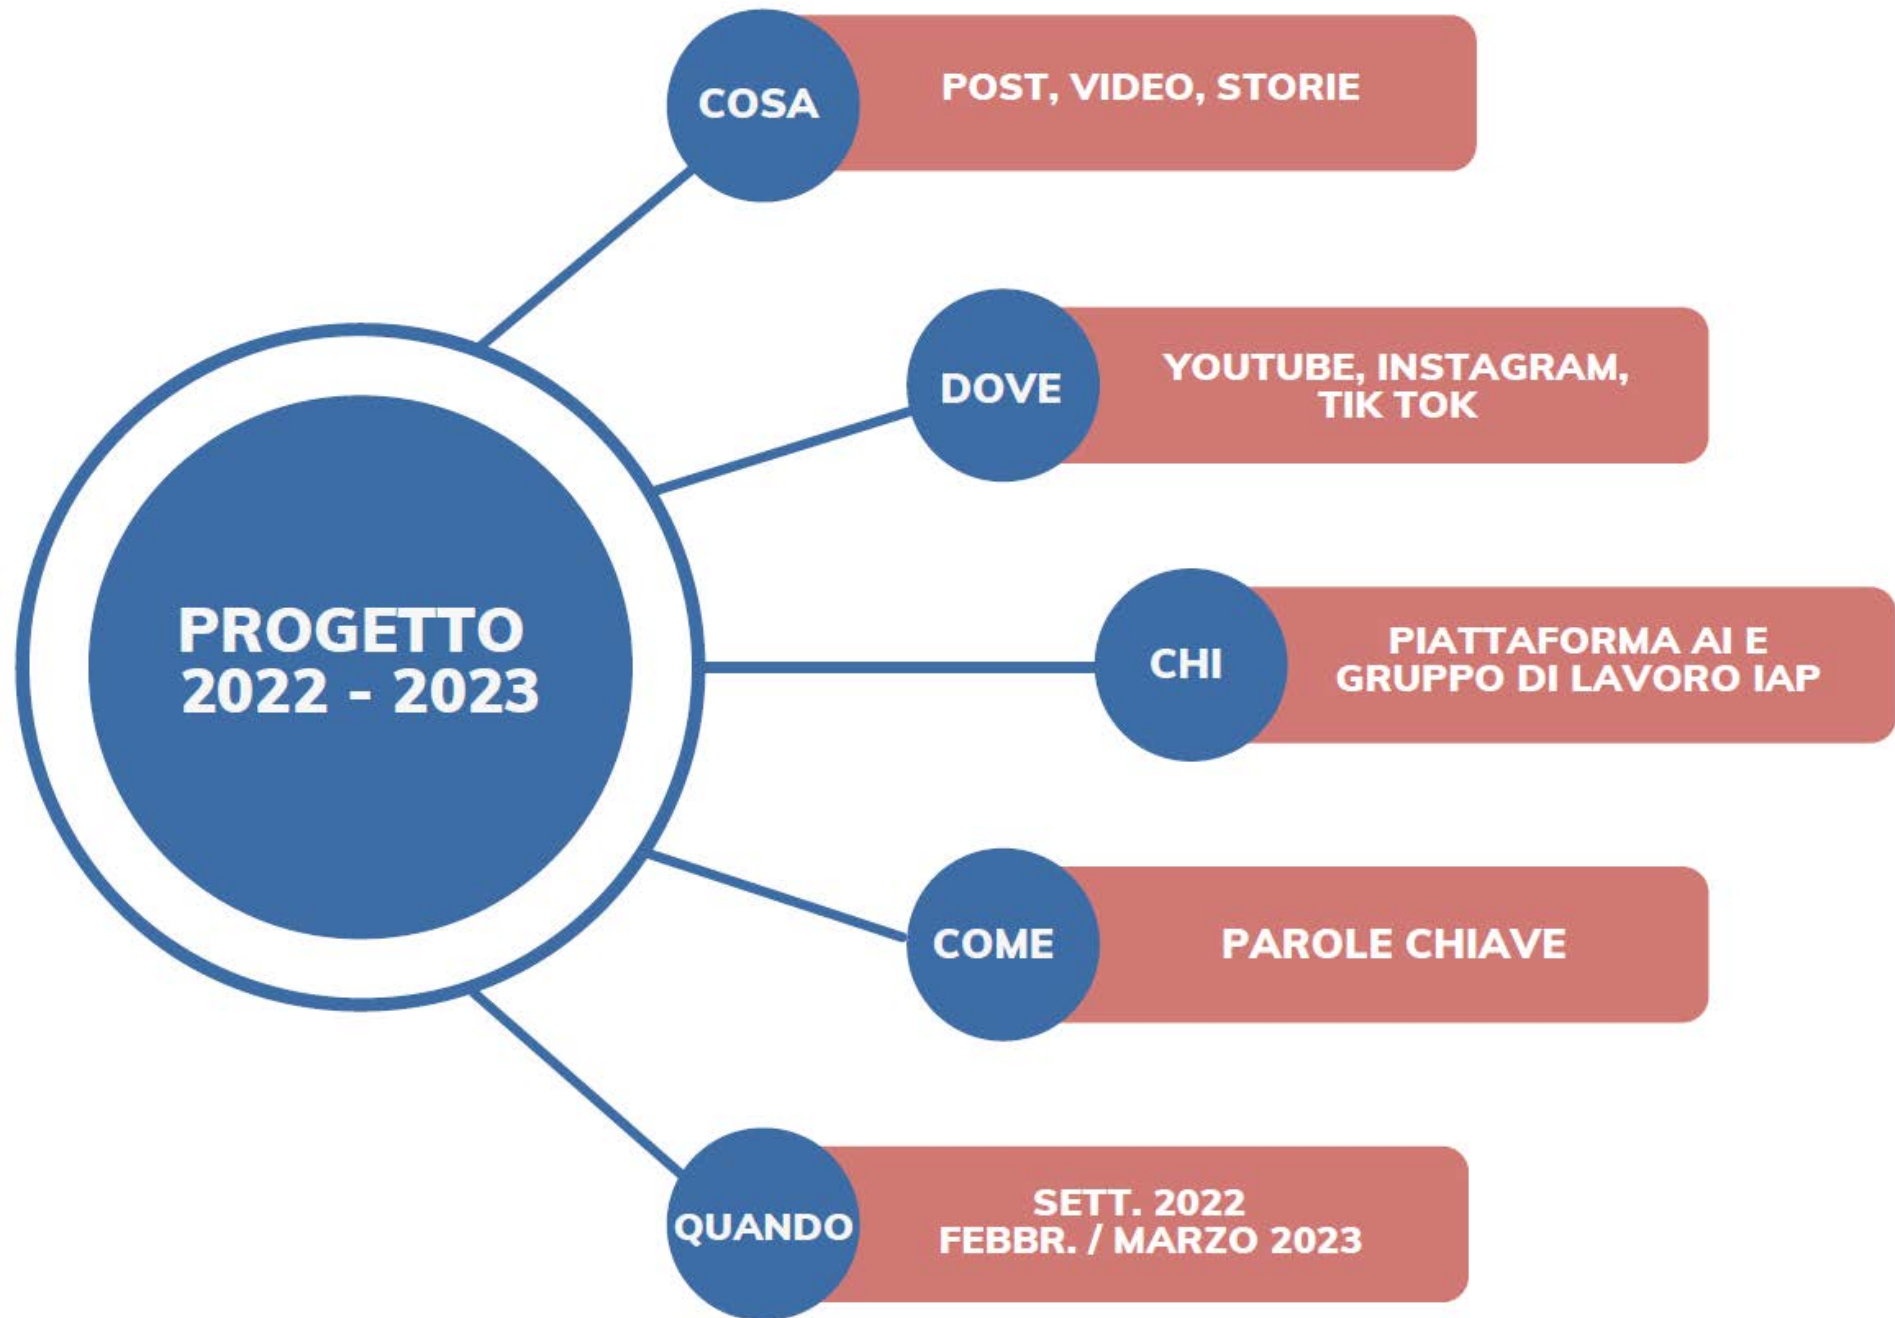 COSA
POST, VIDEO, STORIE
DOVE
YOUTUBE, INSTAGRAM,
TIK TOK
PROGETTO
2022 - 2023
CHI
PIATTAFORMA AI E
GRUPPO DI LAVORO IAP
COME
PAROLE CHIAVE
QUANDO
SETT. 2022
FEBBR. / MARZO 2023